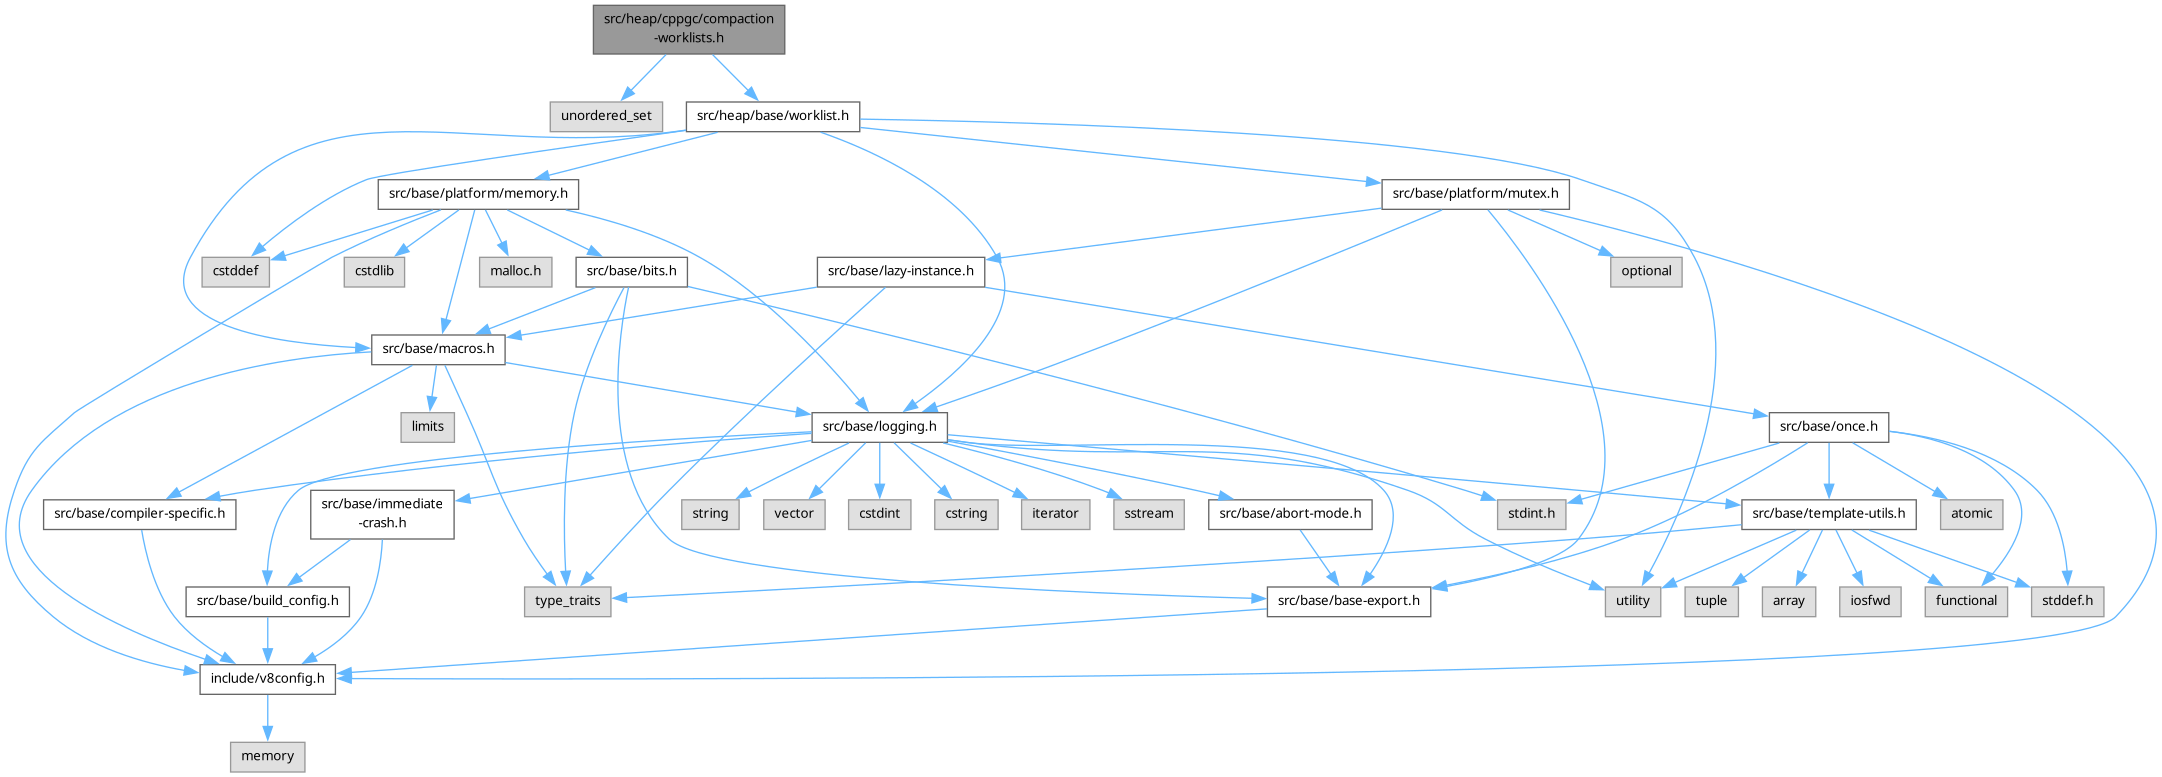 src/heap/cppgc/compaction
-worklists.h
unordered_set
src/heap/base/worklist.h
src/base/platform/memory.h
src/base/platform/mutex.h
cstddef
cstdlib
malloc.h
src/base/bits.h
src/base/lazy-instance.h
optional
src/base/macros.h
limits
src/base/logging.h
src/base/once.h
src/base/compiler-specific.h
src/base/immediate
-crash.h
string
vector
cstdint
cstring
iterator
sstream
src/base/abort-mode.h
stdint.h
src/base/template-utils.h
atomic
src/base/build_config.h
type_traits
src/base/base-export.h
utility
tuple
array
iosfwd
functional
stddef.h
include/v8config.h
memory